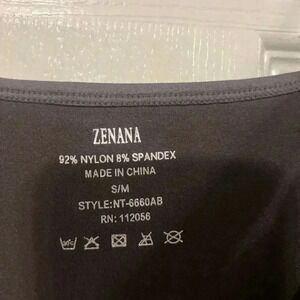 ZENANA
92% NYLON 8% SPANDEX
MADE IN CHINA
S/M
STYLE:NT-6660AB
RN: 112056